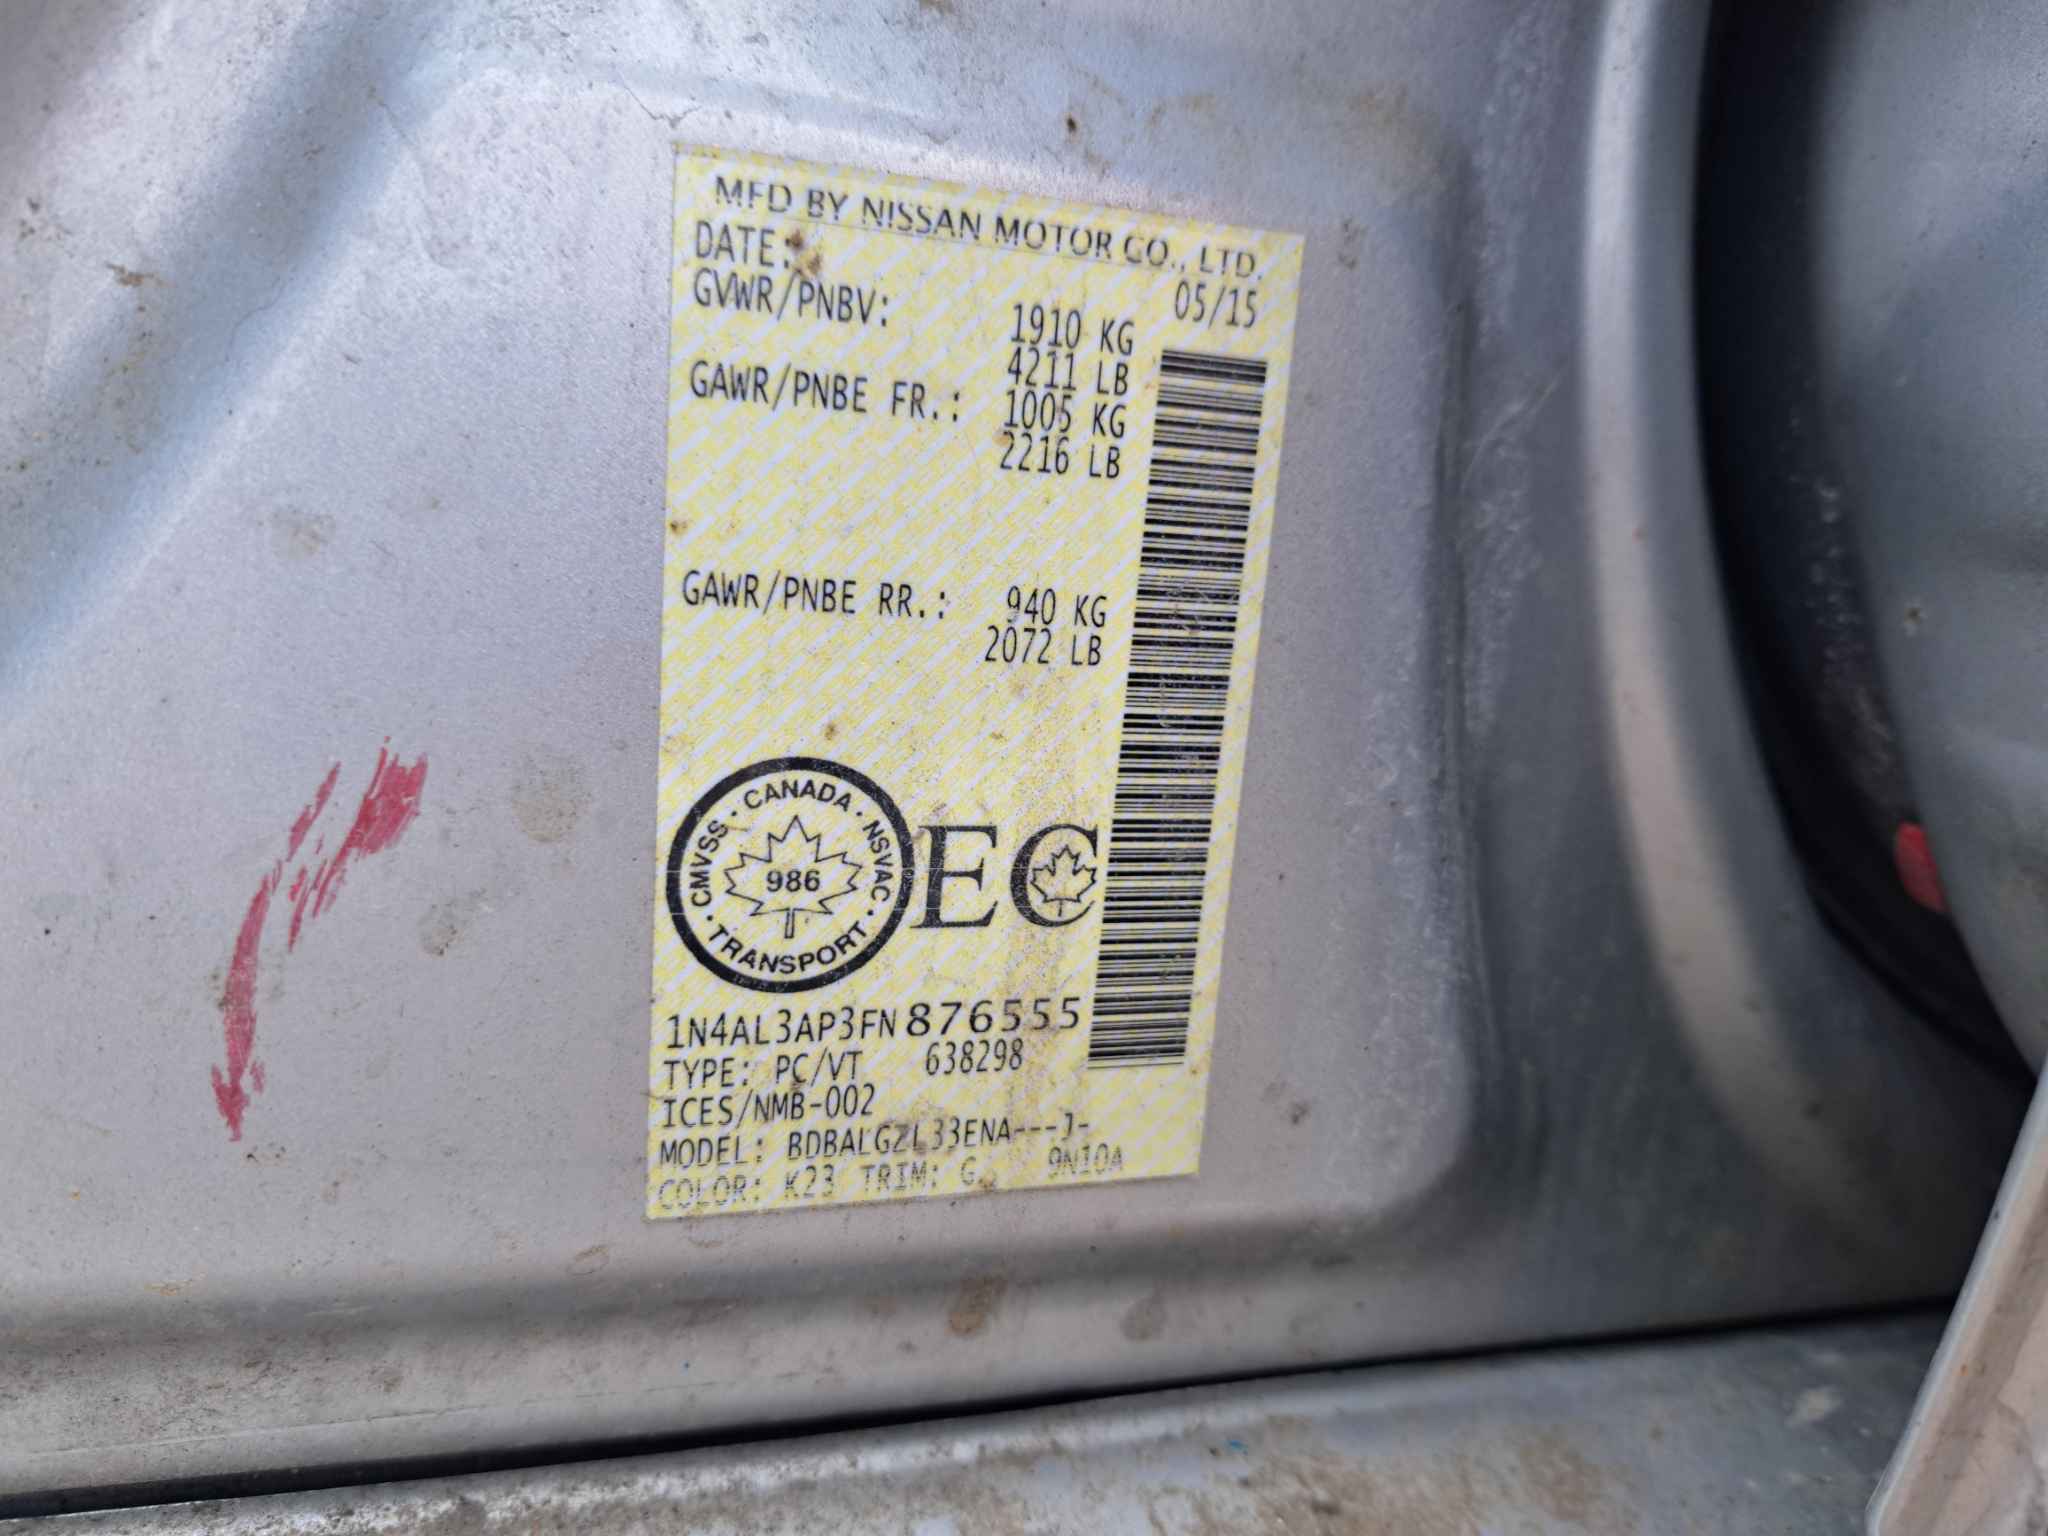 MFD BY NISSAN MOTOR CO., LTD.
DATE: 05/15
GVWR/PNBV: 1910 KG
4211 LB
GAWR/PNBE FR.: 1005 KG
2216 LB
GAWR/PNBE RR.: 940 KG
2072 LB
CMVSS · CANADA · NSVAC · TRANSPORT ·
986
EC
1N4AL3AP3FN876555
TYPE: PC/VT 638298
ICES/NMB-002
MODEL: BDBALGZL33ENA---J-
COLOR: K23 TRIM: G 9N10A